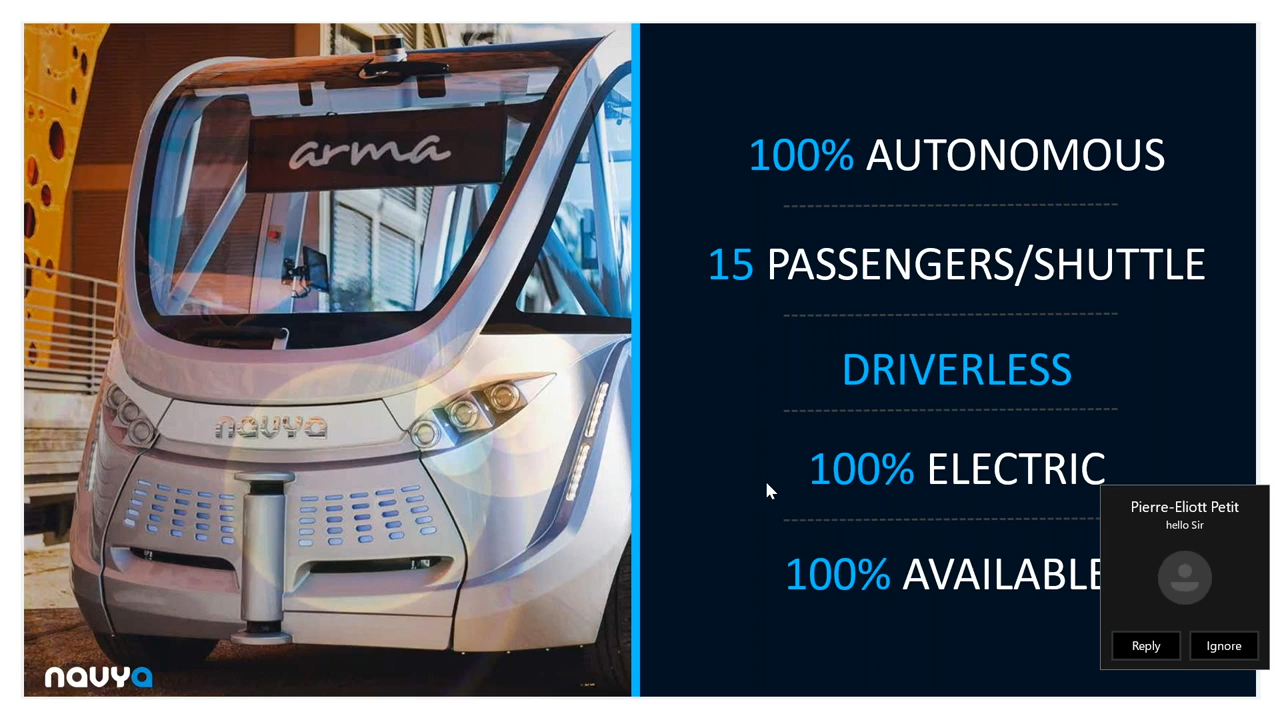 arma
navya
navya
100% AUTONOMOUS
15 PASSENGERS/SHUTTLE
DRIVERLESS
100% ELECTRIC
100% AVAILABLE
Pierre-Eliott Petit
hello Sir
Reply
Ignore